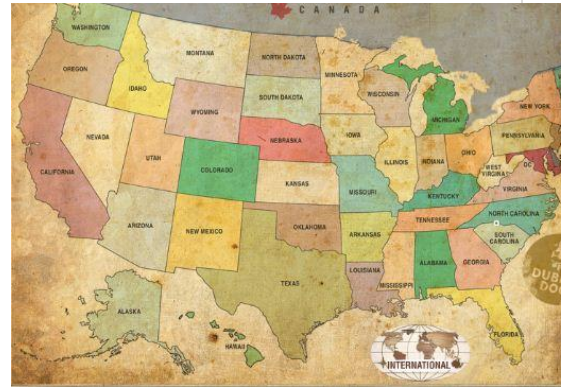 CANADA
WASHINGTON
MONTANA
NORTH DAKOTA
MINNESOTA
OREGON
IDAHO
SOUTH DAKOTA
WISCONSIN
MICHIGAN
NEW YORK
WYOMING
IOWA
PENNSYLVANIA
NEBRASKA
NEVADA
UTAH
COLORADO
ILLINOIS
INDIANA
OHIO
WEST
VIRGINIA
DC
CALIFORNIA
KANSAS
MISSOURI
KENTUCKY
VIRGINIA
NORTH CAROLINA
TENNESSEE
ARIZONA
NEW MEXICO
OKLAHOMA
ARKANSAS
SOUTH
CAROLINA
TEXAS
LOUISIANA
MISSISSIPPI
ALABAMA
GEORGIA
ALASKA
HAWAII
FLORIDA
INTERNATIONAL